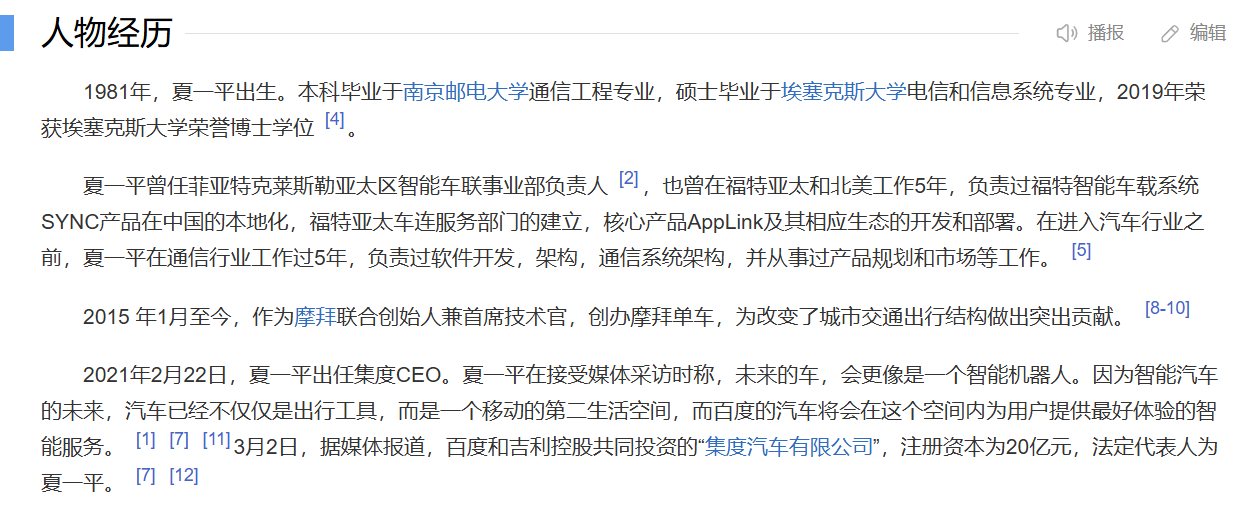 人物经历
播报
编辑
1981年，夏一平出生。本科毕业于南京邮电大学通信工程专业，硕士毕业于埃塞克斯大学电信和信息系统专业，2019年荣
获埃塞克斯大学荣誉博士学位 [4] 。
夏一平曾任菲亚特克莱斯勒亚太区智能车联事业部负责人 [2] ，也曾在福特亚太和北美工作5年，负责过福特智能车载系统
SYNC产品在中国的本地化，福特亚太车连服务部门的建立，核心产品AppLink及其相应生态的开发和部署。在进入汽车行业之
前，夏一平在通信行业工作过5年，负责过软件开发，架构，通信系统架构，并从事过产品规划和市场等工作。 [5]
2015 年1月至今，作为摩拜联合创始人兼首席技术官，创办摩拜单车，为改变了城市交通出行结构做出突出贡献。 [8-10]
2021年2月22日，夏一平出任集度CEO。夏一平在接受媒体采访时称，未来的车，会更像是一个智能机器人。因为智能汽车
的未来，汽车已经不仅仅是出行工具，而是一个移动的第二生活空间，而百度的汽车将会在这个空间内为用户提供最好体验的智
能服务。 [1] [7] [11] 3月2日，据媒体报道，百度和吉利控股共同投资的“集度汽车有限公司”，注册资本为20亿元，法定代表人为
夏一平。 [7] [12]